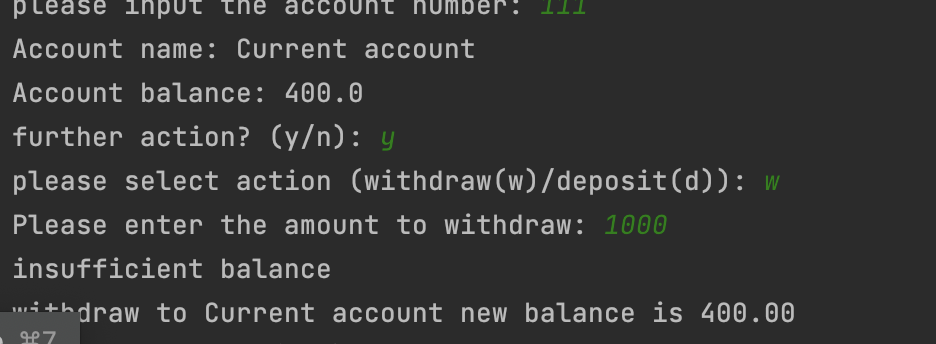 please input the account number: 111
Account name: Current account
Account balance: 400.0
further action? (y/n): y
please select action (withdraw(w)/deposit(d)): w
Please enter the amount to withdraw: 1000
insufficient balance
withdraw to Current account new balance is 400.00
⌘7